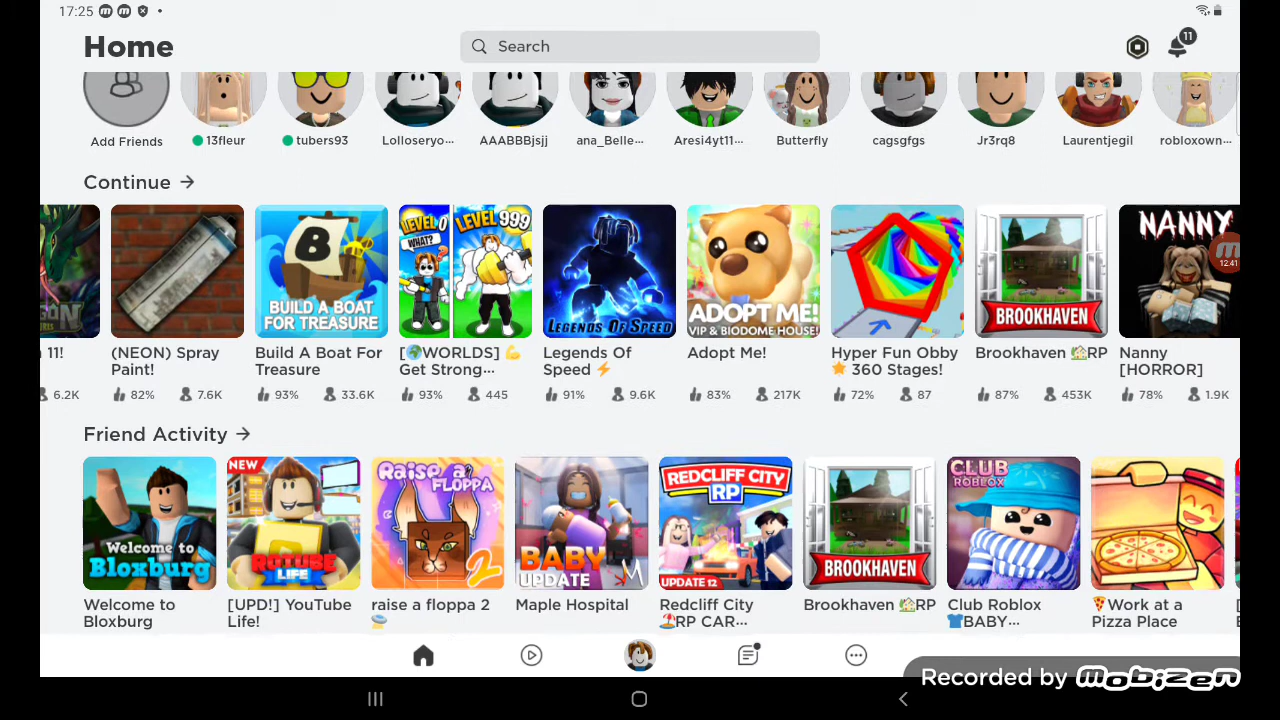 17:25
Home
Search
11
Add Friends
13fleur
tubers93
Lolloseryo...
AAABBBjsjj
ana_Belle...
Aresi4yt11...
Butterfly
cagsgfgs
Jr3rq8
Laurentjegil
robloxown...
Continue →
B
BUILD A BOAT
FOR TREASURE
LEVEL 0
WHAT?
LEVEL 999
LEGENDS OF SPEED
ADOPT ME!
VIP & BIODOME HOUSE!
BROOKHAVEN
NANNY
12:41
11!
(NEON) Spray
Paint!
Build A Boat For
Treasure
[🌍WORLDS] 💪
Get Strong...
Legends Of
Speed ⚡
Adopt Me!
Hyper Fun Obby
⭐ 360 Stages!
Brookhaven 🏡RP
Nanny
[HORROR]
6.2K
82% 7.6K
93% 33.6K
93% 445
91% 9.6K
83% 217K
72% 87
87% 453K
78% 1.9K
Friend Activity →
Welcome to
Bloxburg
NEW
ROTUBE
LIFE
Raise a
FLOPPA
2
BABY
UPDATE
M
REDCLIFF CITY
RP
UPDATE 12
BROOKHAVEN
CLUB
ROBLOX
Welcome to
Bloxburg
[UPD!] YouTube
Life!
raise a floppa 2
Maple Hospital
Redcliff City
🏖️RP CAR...
Brookhaven 🏡RP
Club Roblox
👕BABY...
🍕Work at a
Pizza Place
Recorded by mobizen